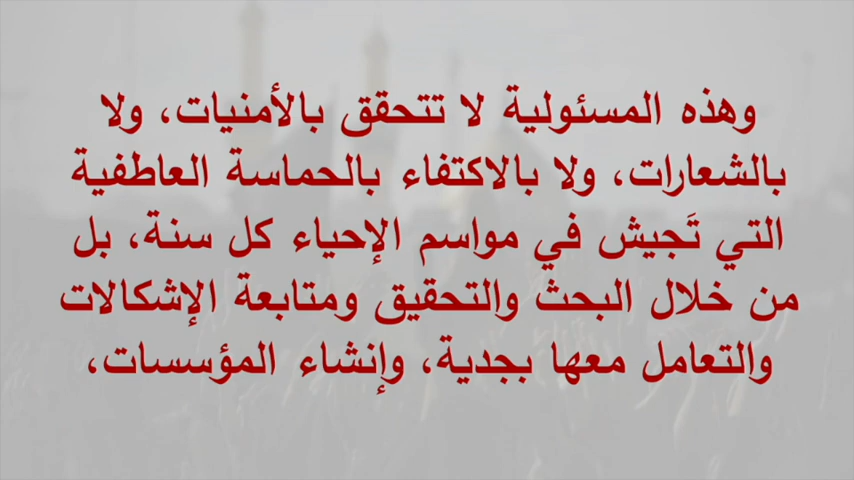 وهذه المسئولية لا تتحقق بالأمنيات، ولا
بالشعارات، ولا بالاكتفاء بالحماسة العاطفية
التي تَجيش في مواسم الإحياء كل سنة، بل
من خلال البحث والتحقيق ومتابعة الإشكالات
والتعامل معها بجدية، وإنشاء المؤسسات،